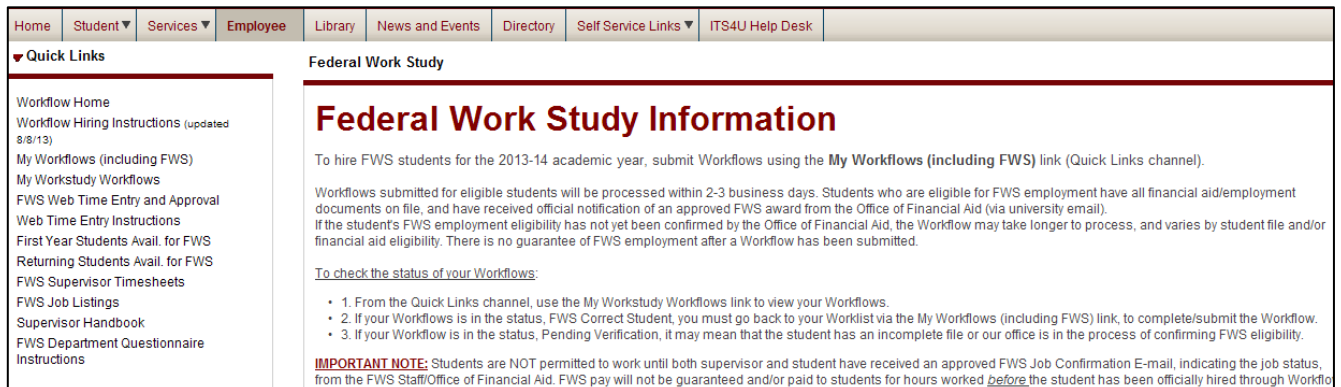 Home Student▼ Services▼ Employee Library News and Events Directory Self Service Links▼ ITS4U Help Desk
Quick Links
Workflow Home
Workflow Hiring Instructions (updated
8/8/13)
My Workflows (including FWS)
My Workstudy Workflows
FWS Web Time Entry and Approval
Web Time Entry Instructions
First Year Students Avail. for FWS
Returning Students Avail. for FWS
FWS Supervisor Timesheets
FWS Job Listings
Supervisor Handbook
FWS Department Questionnaire
Instructions
Federal Work Study
Federal Work Study Information
To hire FWS students for the 2013-14 academic year, submit Workflows using the My Workflows (including FWS) link (Quick Links channel).
Workflows submitted for eligible students will be processed within 2-3 business days. Students who are eligible for FWS employment have all financial aid/employment
documents on file, and have received official notification of an approved FWS award from the Office of Financial Aid (via university email).
If the student's FWS employment eligibility has not yet been confirmed by the Office of Financial Aid, the Workflow may take longer to process, and varies by student file and/or
financial aid eligibility. There is no guarantee of FWS employment after a Workflow has been submitted.
To check the status of your Workflows:
• 1. From the Quick Links channel, use the My Workstudy Workflows link to view your Workflows.
• 2. If your Workflows is in the status, FWS Correct Student, you must go back to your Worklist via the My Workflows (including FWS) link, to complete/submit the Workflow.
• 3. If your Workflow is in the status, Pending Verification, it may mean that the student has an incomplete file or our office is in the process of confirming FWS eligibility.
IMPORTANT NOTE: Students are NOT permitted to work until both supervisor and student have received an approved FWS Job Confirmation E-mail, indicating the job status,
from the FWS Staff/Office of Financial Aid. FWS pay will not be guaranteed and/or paid to students for hours worked before the student has been officially hired through Workflo